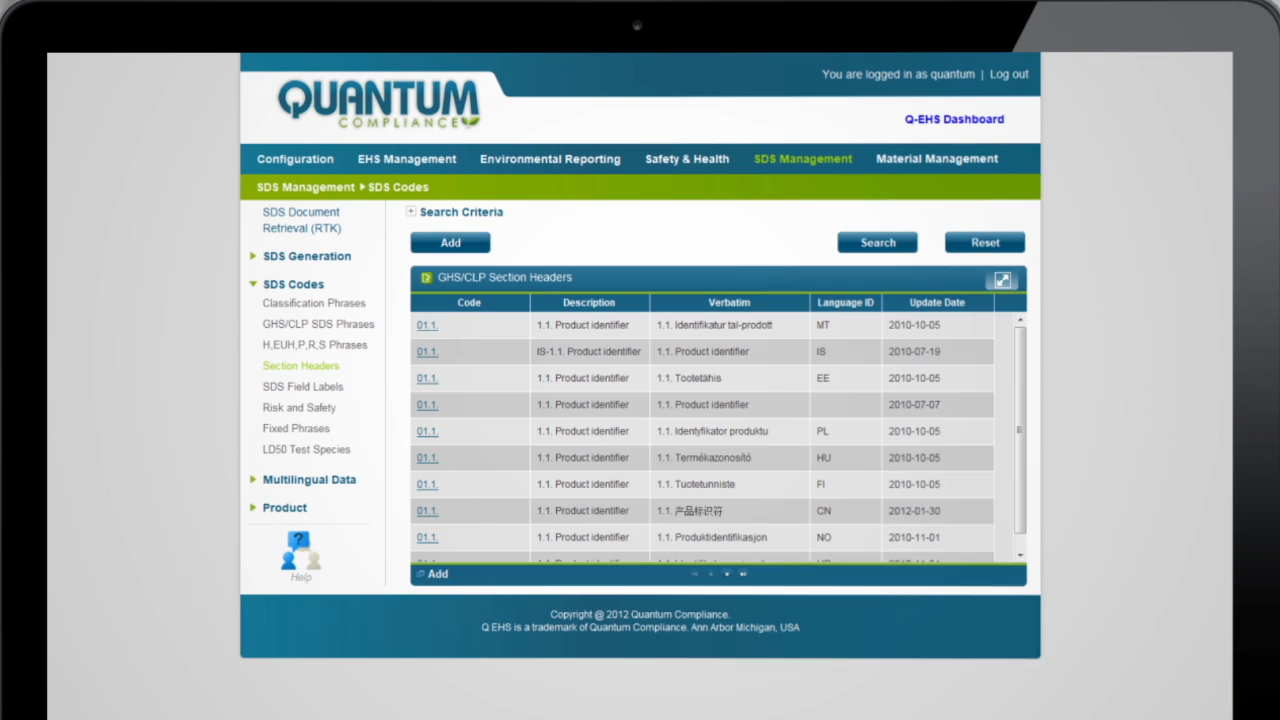 You are logged in as quantum | Log out
QUANTUM
COMPLIANCE
Q-EHS Dashboard
Configuration EHS Management Environmental Reporting Safety & Health SDS Management Material Management
SDS Management SDS Codes
SDS Document
Retrieval (RTK)
SDS Generation
SDS Codes
Classification Phrases
GHS/CLP SDS Phrases
H,EUH,P,R,S Phrases
Section Headers
SDS Field Labels
Risk and Safety
Fixed Phrases
LD50 Test Species
Multilingual Data
Product
Help
Search Criteria
Add Search Reset
GHS/CLP Section Headers
Code Description Verbatim Language ID Update Date
01.1. 1.1. Product identifier 1.1. Identifikatur tal-prodott MT 2010-10-05
01.1. IS-1.1. Product identifier 1.1. Product identifier IS 2010-07-19
01.1. 1.1. Product identifier 1.1. Tootetähis EE 2010-10-05
01.1. 1.1. Product identifier 1.1. Product identifier 2010-07-07
01.1. 1.1. Product identifier 1.1. Identyfikator produktu PL 2010-10-05
01.1. 1.1. Product identifier 1.1. Termékazonosító HU 2010-10-05
01.1. 1.1. Product identifier 1.1. Tuotetunniste FI 2010-10-05
01.1. 1.1. Product identifier 1.1. 产品标识符 CN 2012-01-30
01.1. 1.1. Product identifier 1.1. Produktidentifikasjon NO 2010-11-01
Add
Copyright @ 2012 Quantum Compliance.
Q EHS is a trademark of Quantum Compliance. Ann Arbor Michigan, USA